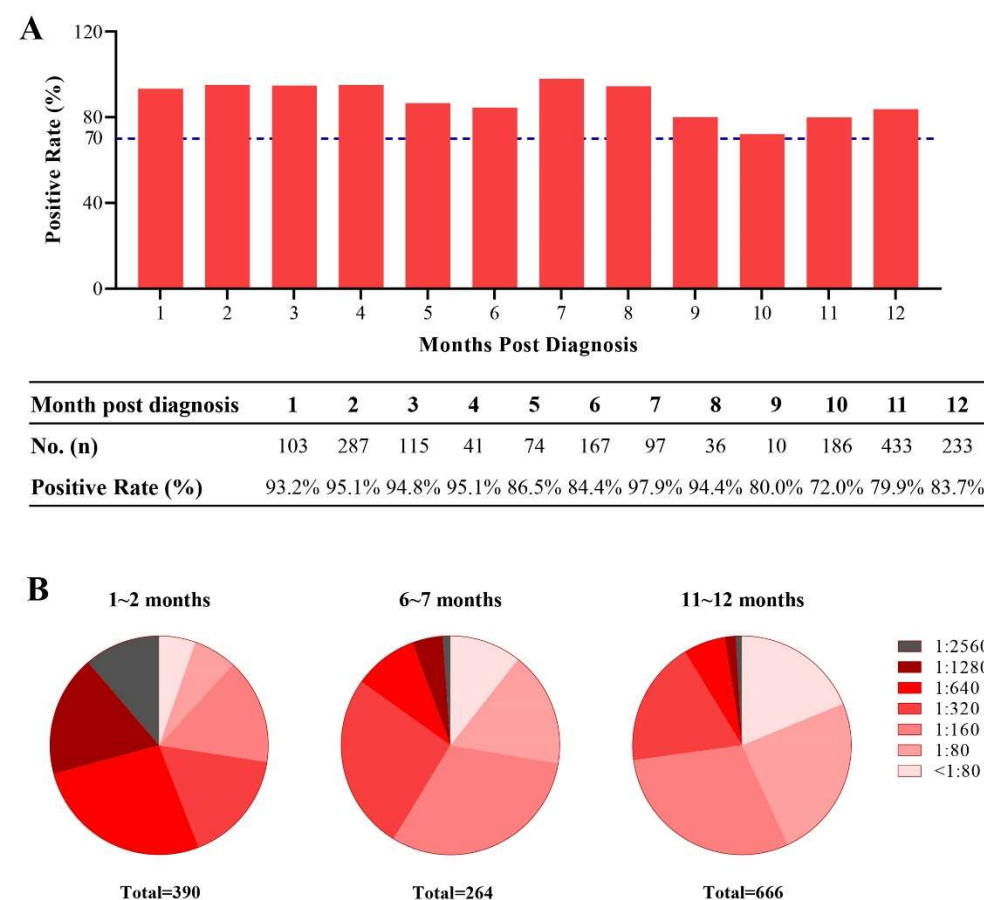 A
120
80
70
40
0
Positive Rate (%)
1 2 3 4 5 6 7 8 9 10 11 12
Months Post Diagnosis
Month post diagnosis 1 2 3 4 5 6 7 8 9 10 11 12
No. (n) 103 287 115 41 74 167 97 36 10 186 433 233
Positive Rate (%) 93.2% 95.1% 94.8% 95.1% 86.5% 84.4% 97.9% 94.4% 80.0% 72.0% 79.9% 83.7%
B
1~2 months 6~7 months 11~12 months
1:2560
1:1280
1:640
1:320
1:160
1:80
<1:80
Total=390 Total=264 Total=666